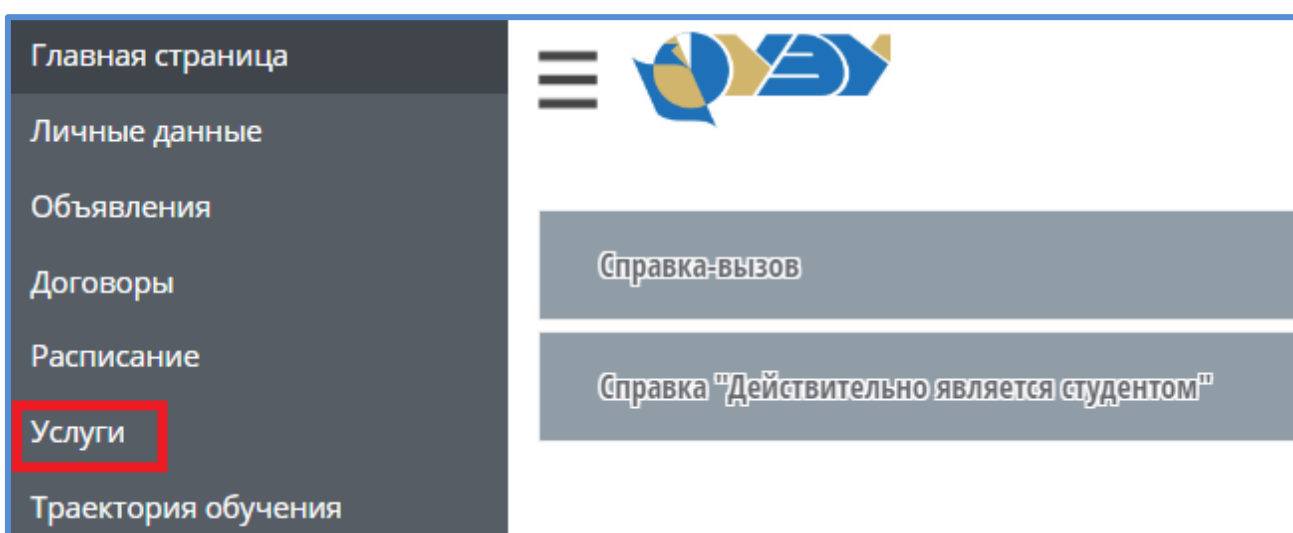 Главная страница
Личные данные
Объявления
Договоры
Расписание
Услуги
Траектория обучения
Справка-вызов
Справка "Действительно является студентом"